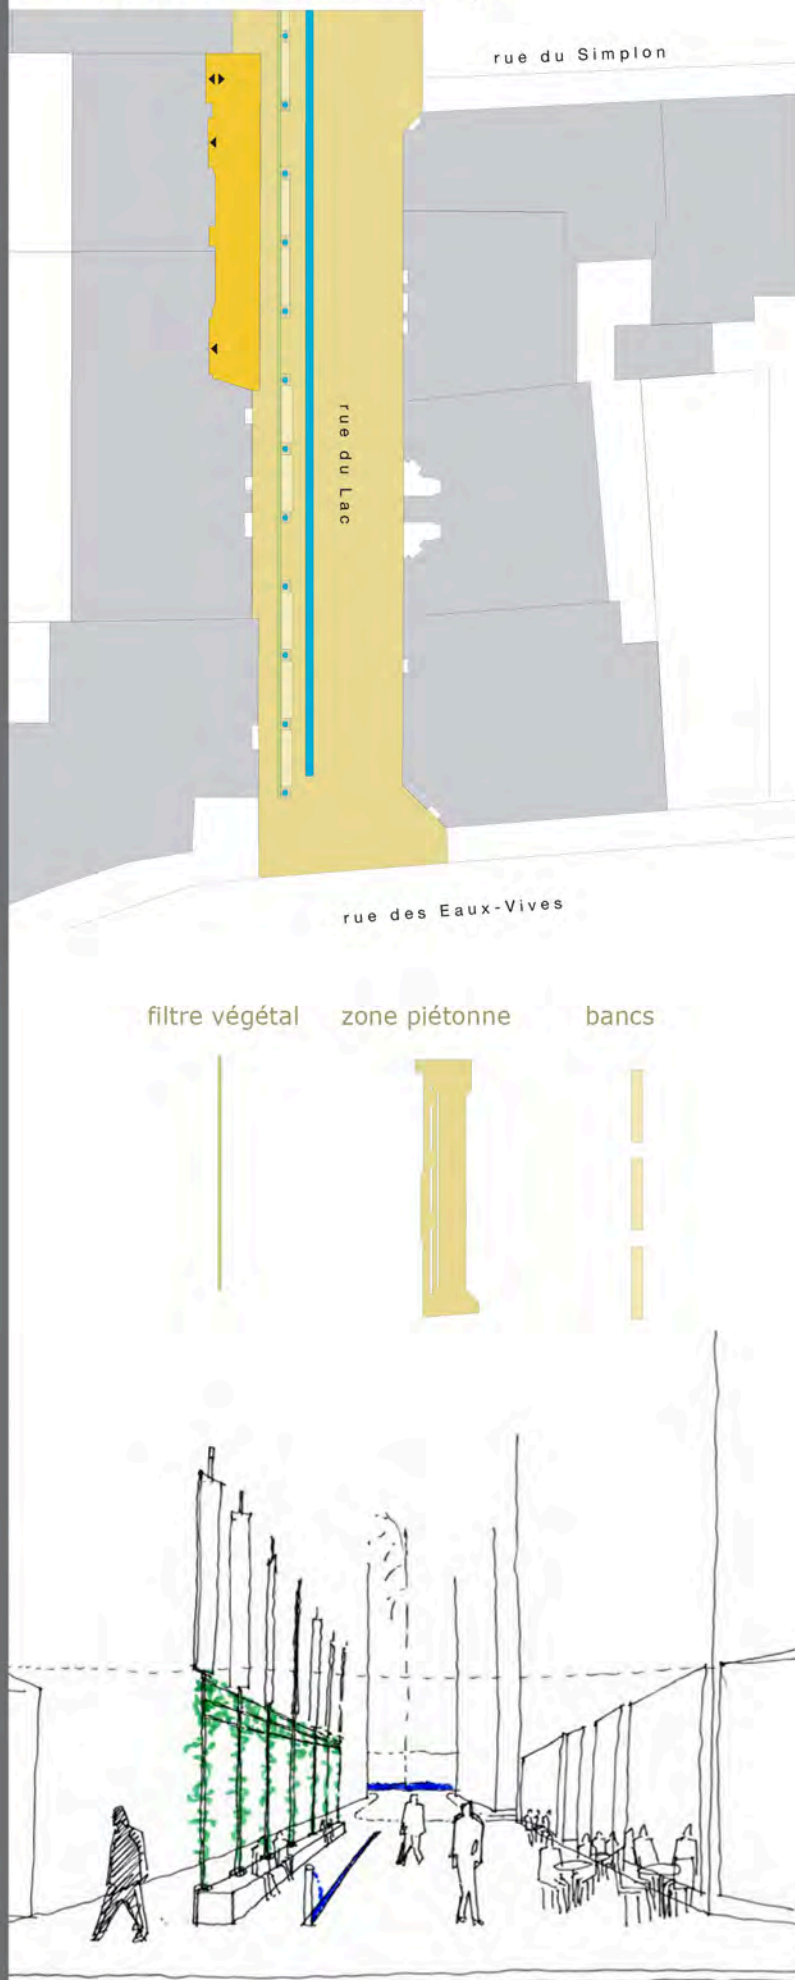 rue du Simplon
rue du Lac
rue des Eaux-Vives
filtre végétal zone piétonne bancs